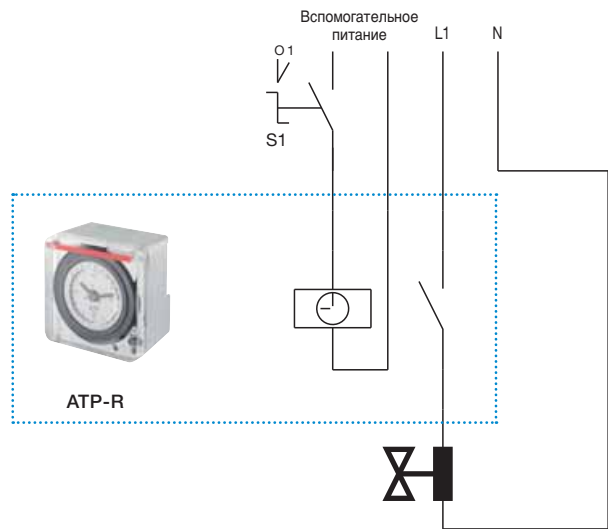 Вспомогательное
питание
L1
N
O 1
S1
ATP-R